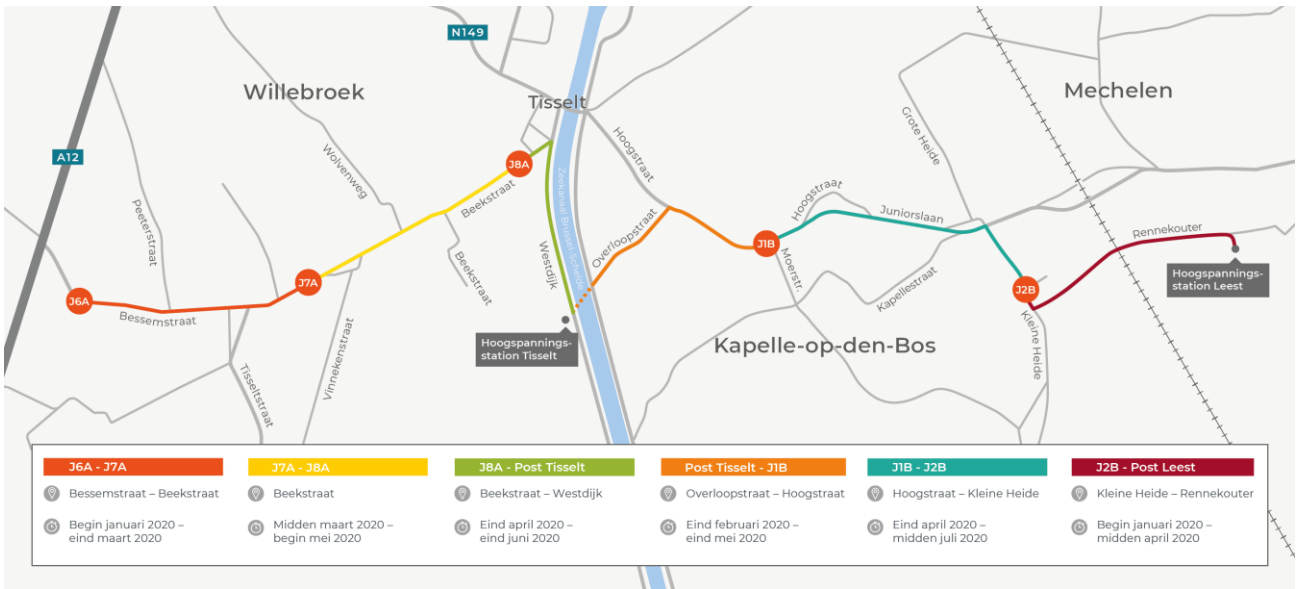 N149
Willebroek
Tisselt
Mechelen
A12
J8A
Hoogstraat
Grote Heide
Wolvenweg
Peeterstraat
Beekstraat
Zeekanaal Brussel-Schelde
Westdijk
Overloopstraat
Hoogstraat
J1B
Juniorslaan
Rennekouter
Hoogspannings-
station Leest
J6A
Bessemstraat
J7A
Beekstraat
Moerstr.
Kapellestraat
J2B
Kleine Heide
Vinnekenstraat
Tisseltstraat
Hoogspannings-
station Tisselt
Kapelle-op-den-Bos
J6A - J7A
Bessemstraat – Beekstraat
Begin januari 2020 –
eind maart 2020
J7A - J8A
Beekstraat
Midden maart 2020 –
begin mei 2020
J8A - Post Tisselt
Beekstraat – Westdijk
Eind april 2020 –
eind juni 2020
Post Tisselt - J1B
Overloopstraat – Hoogstraat
Eind februari 2020 –
eind mei 2020
J1B - J2B
Hoogstraat – Kleine Heide
Eind april 2020 –
midden juli 2020
J2B - Post Leest
Kleine Heide – Rennekouter
Begin januari 2020 –
midden april 2020